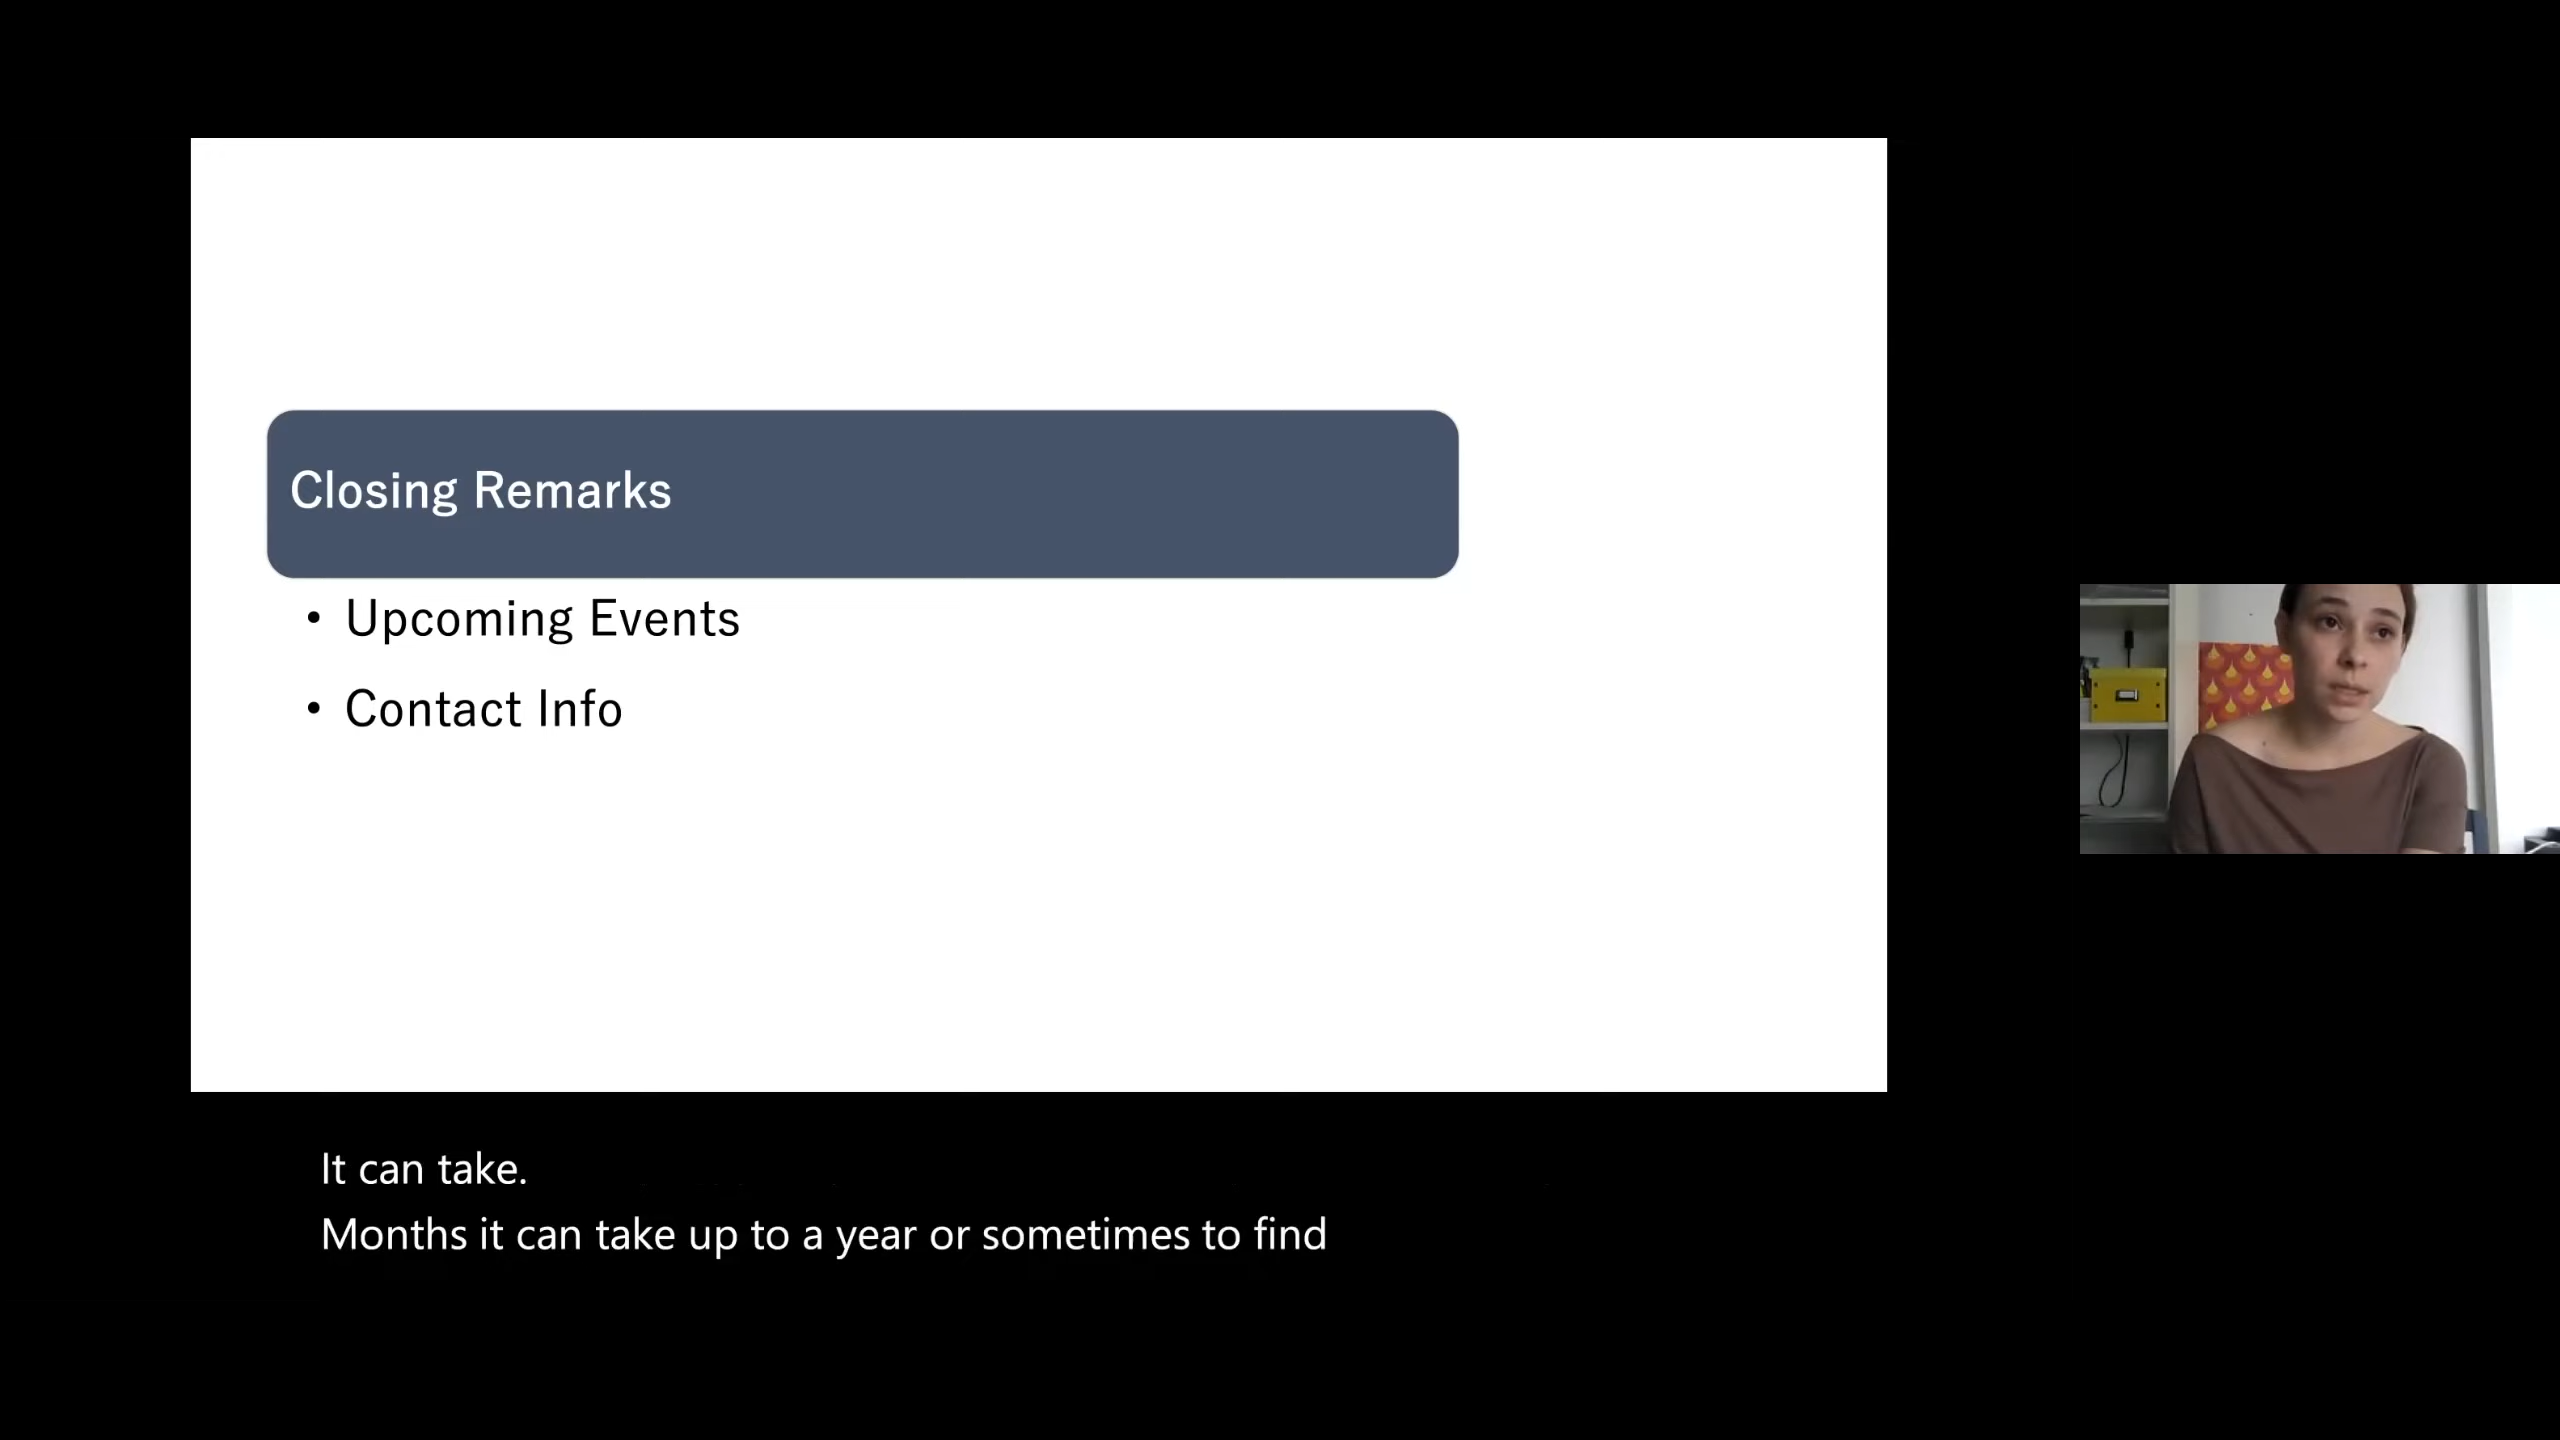 Closing Remarks
• Upcoming Events
• Contact Info
It can take.
Months it can take up to a year or sometimes to find